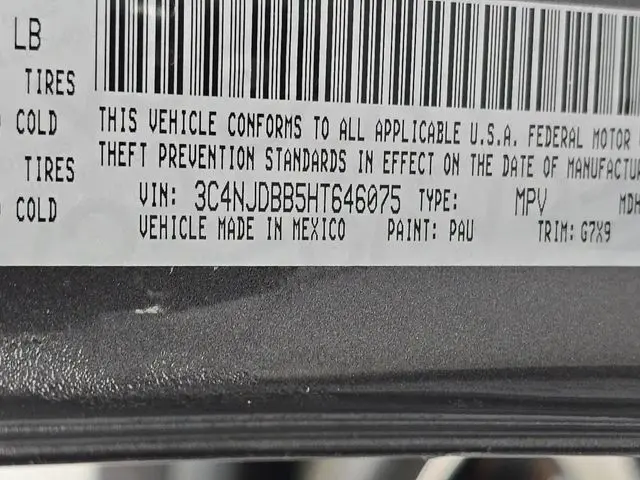 LB
TIRES
COLD
THIS VEHICLE CONFORMS TO ALL APPLICABLE U.S.A. FEDERAL MOTOR
THEFT PREVENTION STANDARDS IN EFFECT ON THE DATE OF MANUFACTU
TIRES
VIN: 3C4NJDBB5HT646075 TYPE: MPV MDH
COLD
VEHICLE MADE IN MEXICO PAINT: PAU TRIM: G7X9